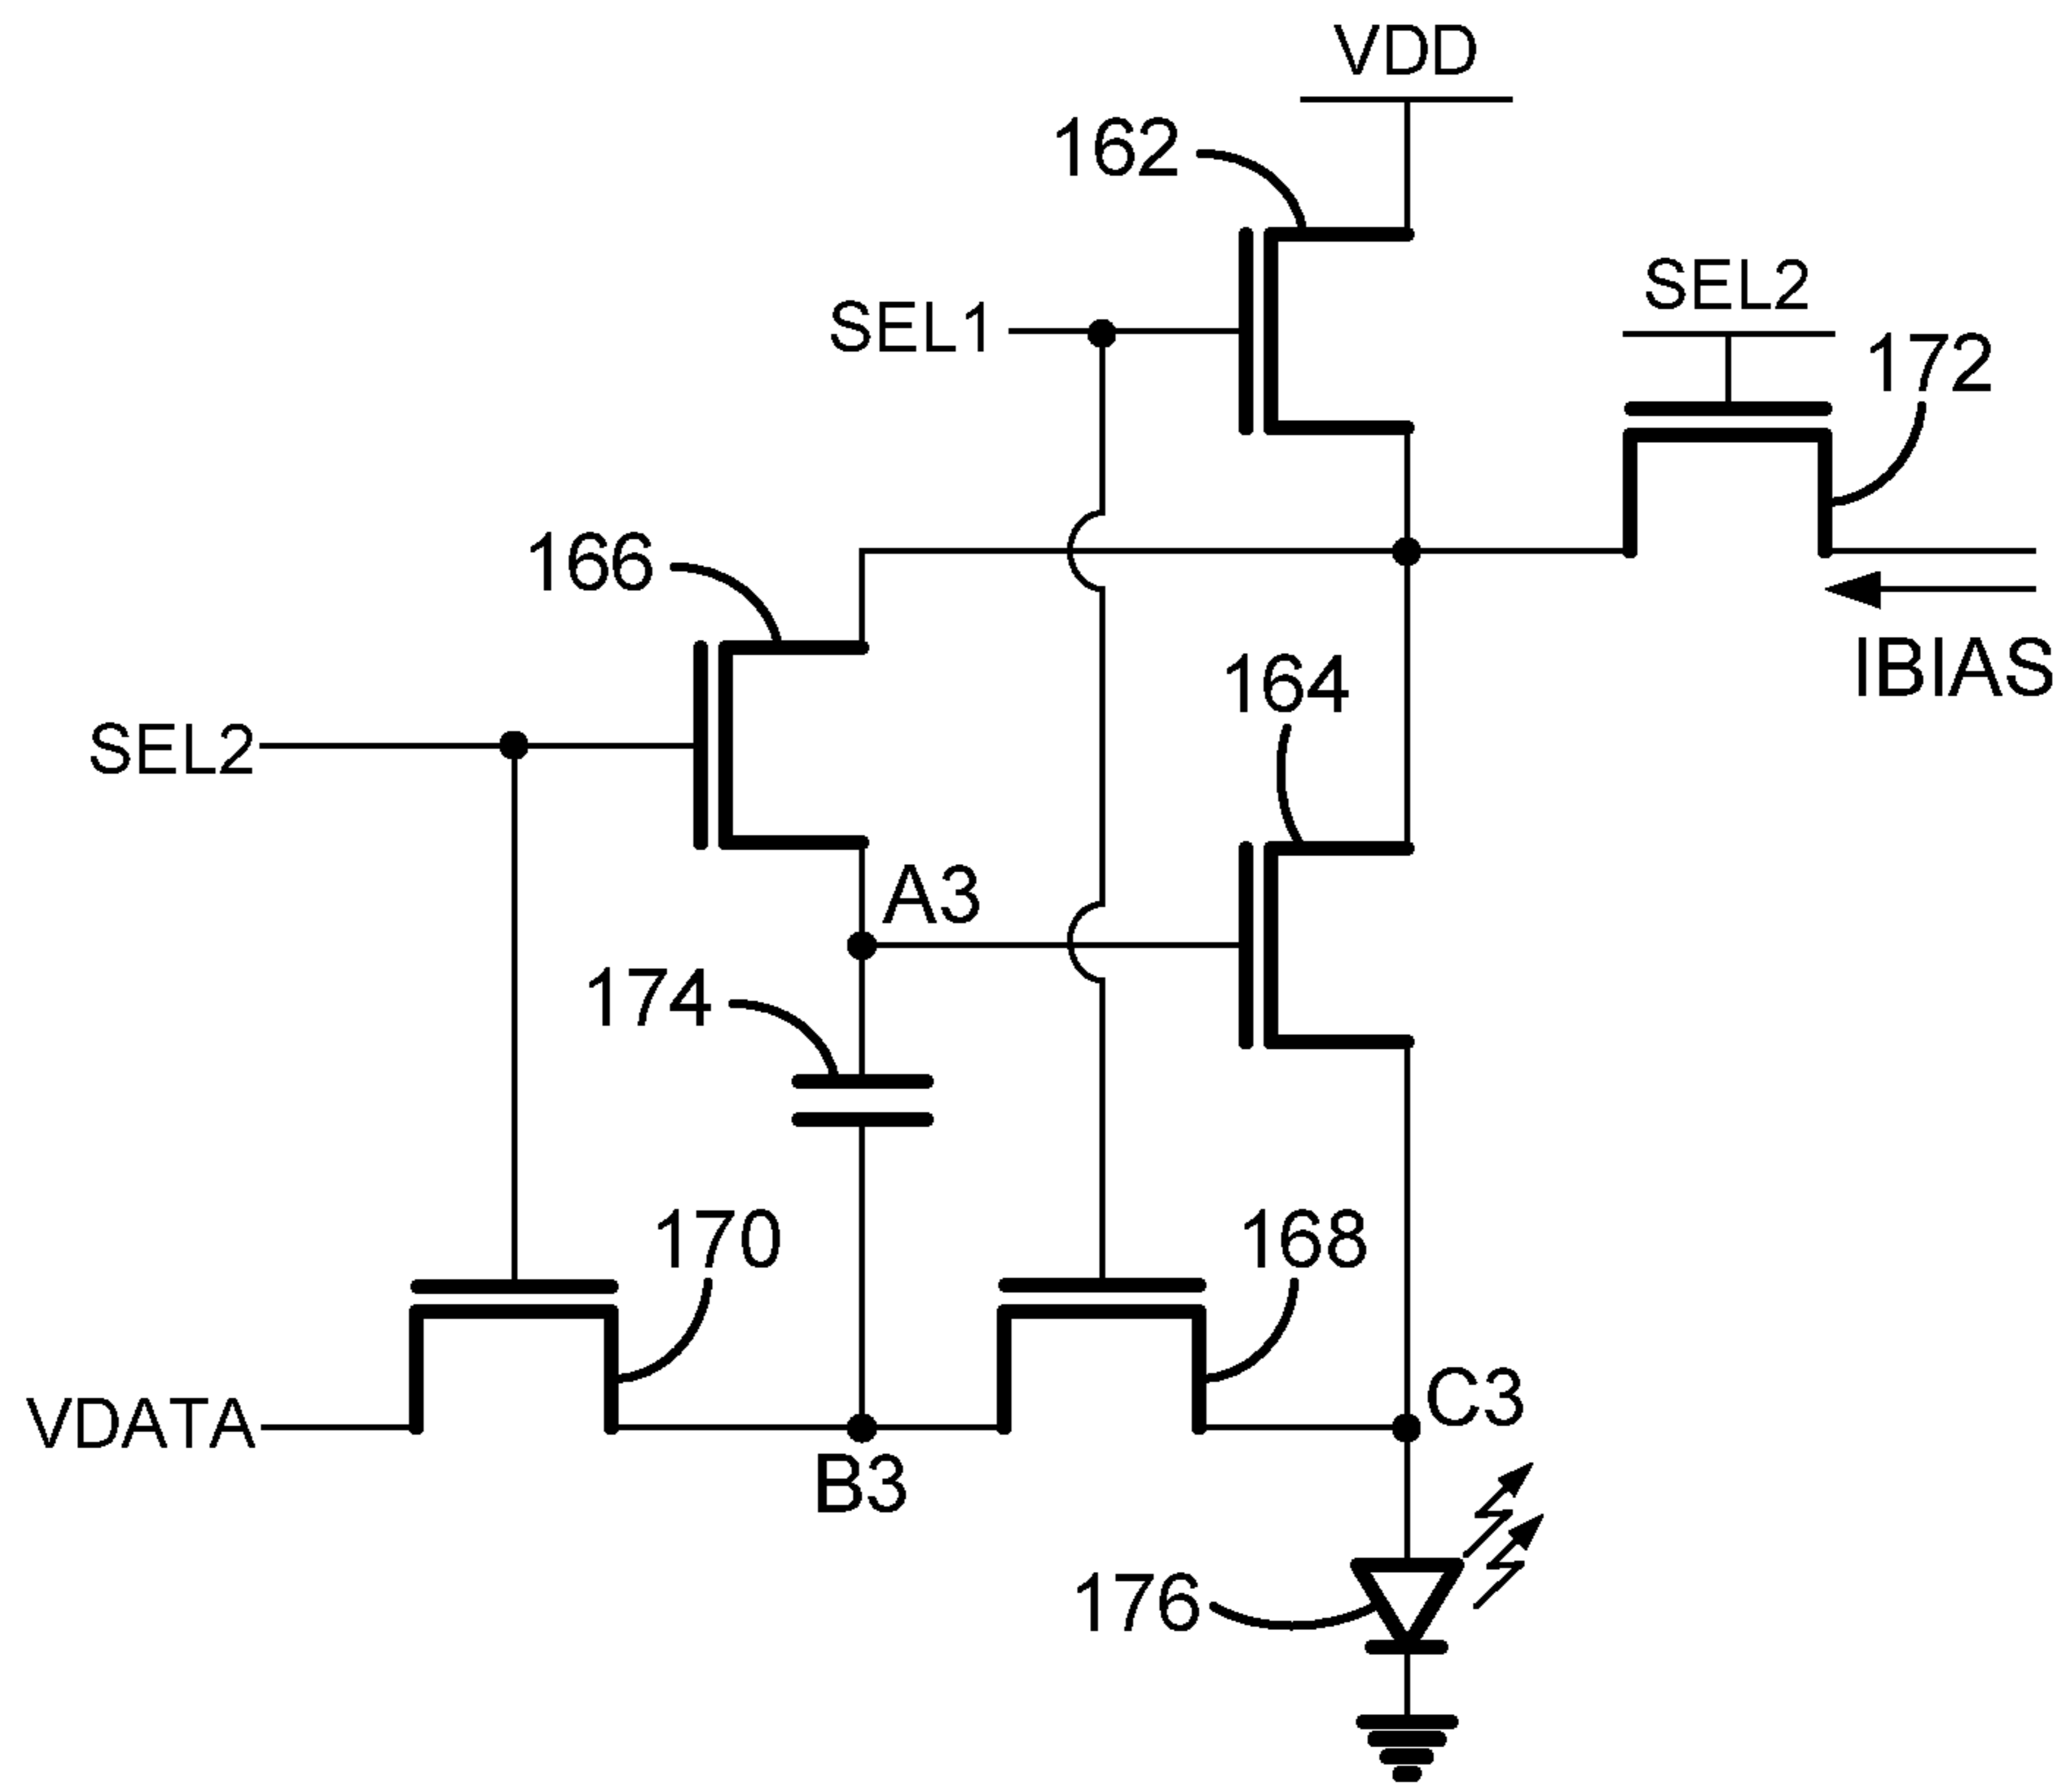 VDD
162
SEL1
SEL2
172
166
IBIAS
164
SEL2
A3
174
170
168
VDATA
C3
B3
176